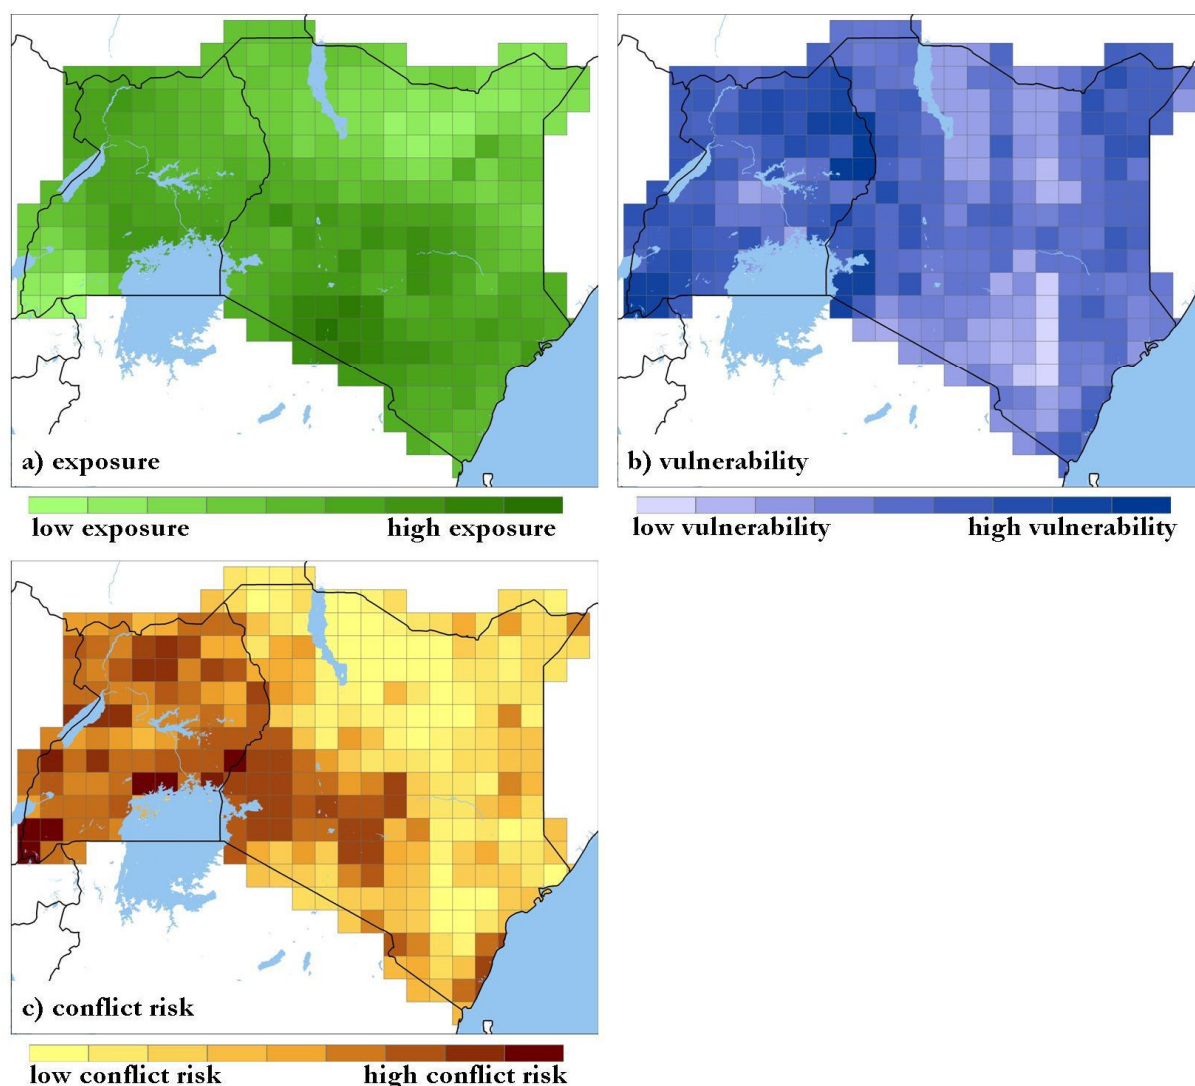 a) exposure
b) vulnerability
low exposure
high exposure
low vulnerability
high vulnerability
c) conflict risk
low conflict risk
high conflict risk